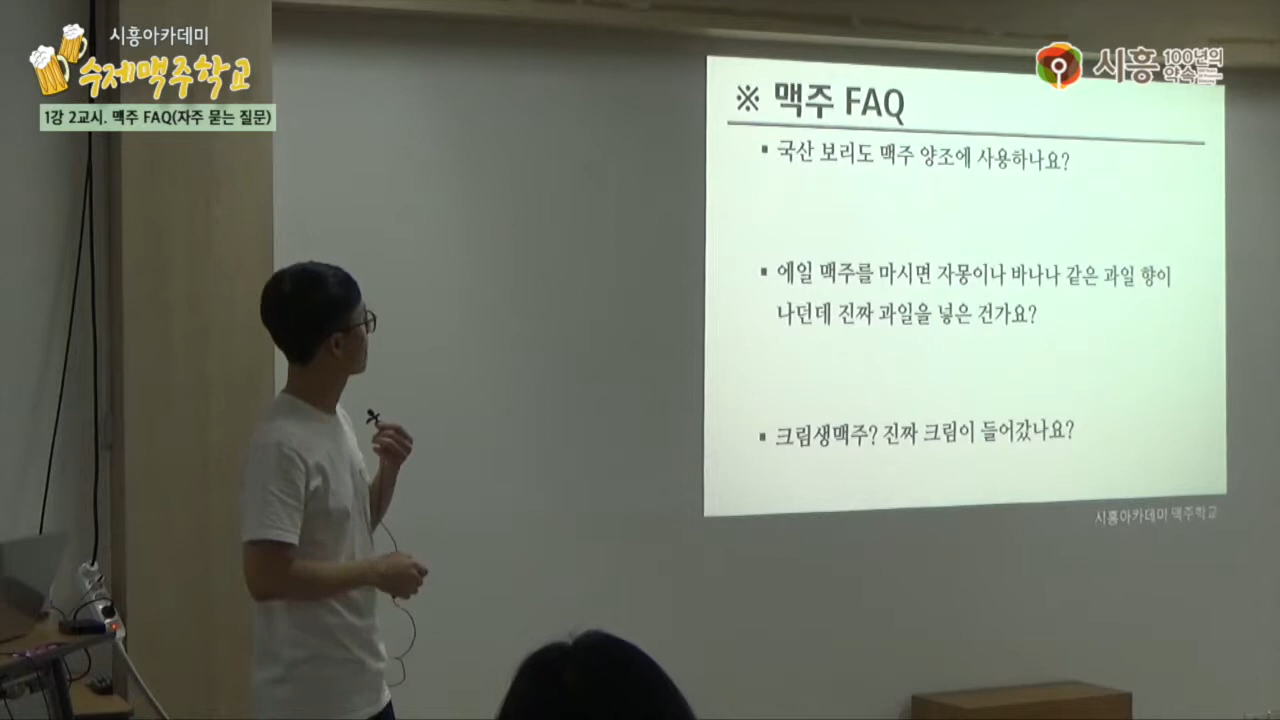 시흥아카데미
수제맥주학교
1강 2교시. 맥주 FAQ(자주 묻는 질문)
시흥 100년의 약속
※ 맥주 FAQ
▪ 국산 보리도 맥주 양조에 사용하나요?
▪ 에일 맥주를 마시면 자몽이나 바나나 같은 과일 향이
나던데 진짜 과일을 넣은 건가요?
▪ 크림생맥주? 진짜 크림이 들어갔나요?
시흥아카데미 맥주학교